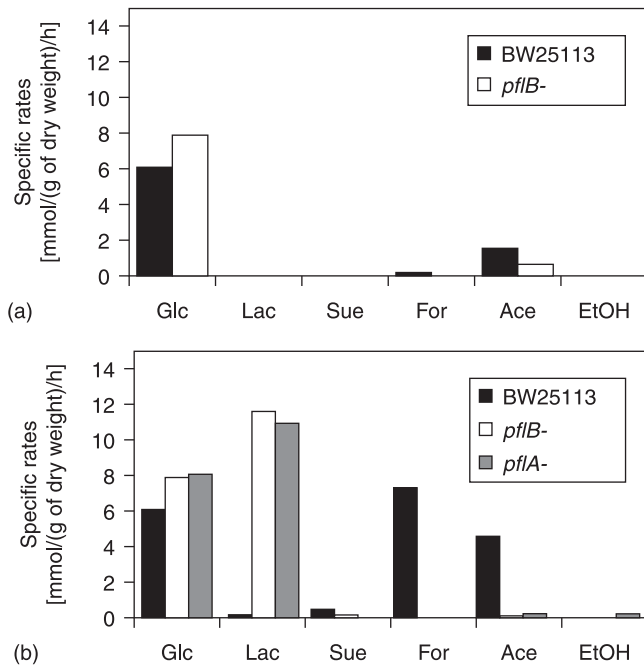 Specific rates
[mmol/(g of dry weight)/h]
14
12
10
8
6
4
2
0
BW25113
pflB-
Glc Lac Sue For Ace EtOH
(a)
Specific rates
[mmol/(g of dry weight)/h]
14
12
10
8
6
4
2
0
BW25113
pflB-
pflA-
Glc Lac Sue For Ace EtOH
(b)